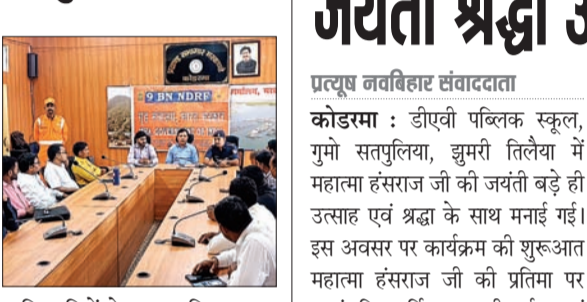 जयंती श्रद्धा
प्रत्यूष नवबिहार संवाददाता
कोडरमा : डीएवी पब्लिक स्कूल,
गुमो सतपुलिया, झुमरी तिलैया में
महात्मा हंसराज जी की जयंती बड़े ही
उत्साह एवं श्रद्धा के साथ मनाई गई।
इस अवसर पर कार्यक्रम की शुरूआत
महात्मा हंसराज जी की प्रतिमा पर
9 BN NDRF